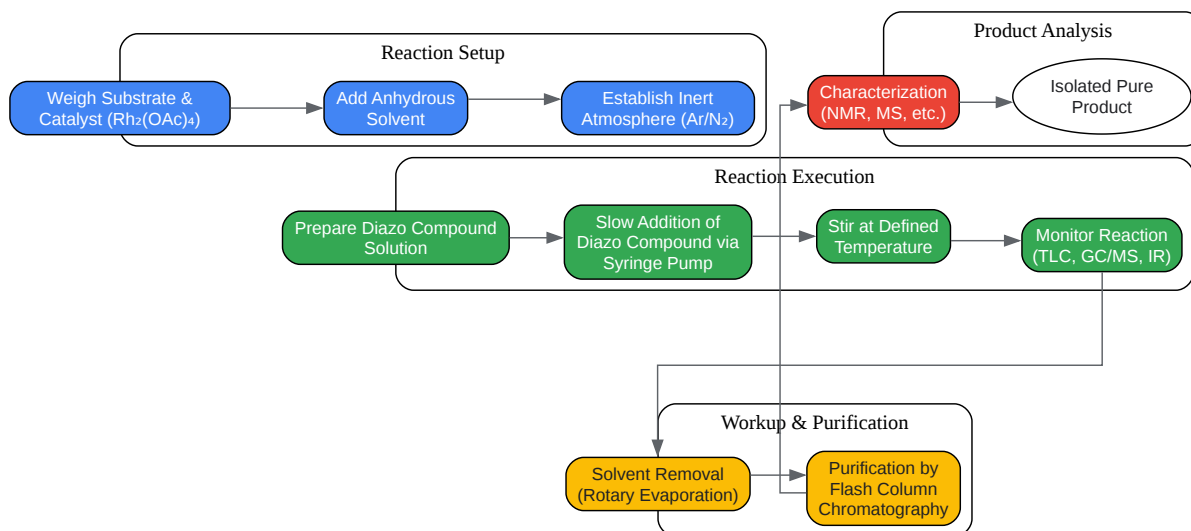 Reaction Setup
Weigh Substrate &
Catalyst (Rh₂(OAc)₄)
Add Anhydrous
Solvent
Establish Inert
Atmosphere (Ar/N₂)
Product Analysis
Characterization
(NMR, MS, etc.)
Isolated Pure
Product
Reaction Execution
Prepare Diazo Compound
Solution
Slow Addition of
Diazo Compound via
Syringe Pump
Stir at Defined
Temperature
Monitor Reaction
(TLC, GC/MS, IR)
Workup & Purification
Solvent Removal
(Rotary Evaporation)
Purification by
Flash Column
Chromatography